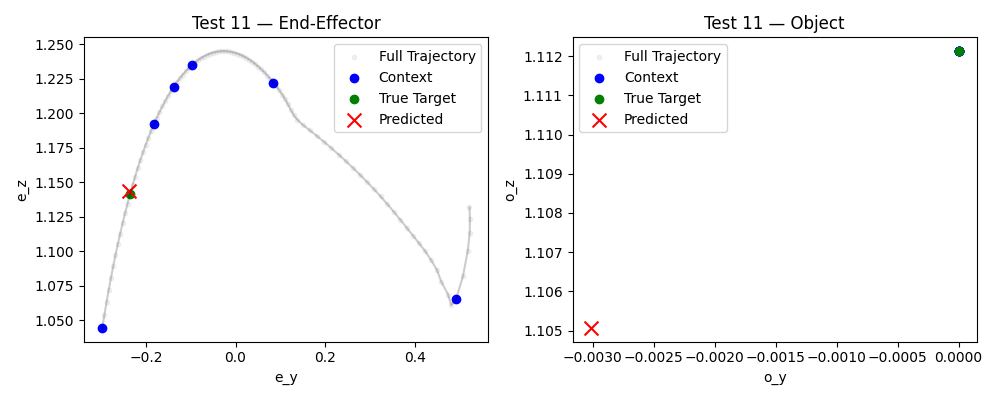 Test 11 — End-Effector
1.250
1.225
1.200
1.175
1.150
1.125
1.100
1.075
1.050
e_z
−0.2
0.0
0.2
0.4
e_y
Full Trajectory
Context
True Target
Predicted
Test 11 — Object
1.112
1.111
1.110
1.109
1.108
1.107
1.106
1.105
o_z
−0.0030
−0.0025
−0.0020
−0.0015
−0.0010
−0.0005
0.0000
o_y
Full Trajectory
Context
True Target
Predicted